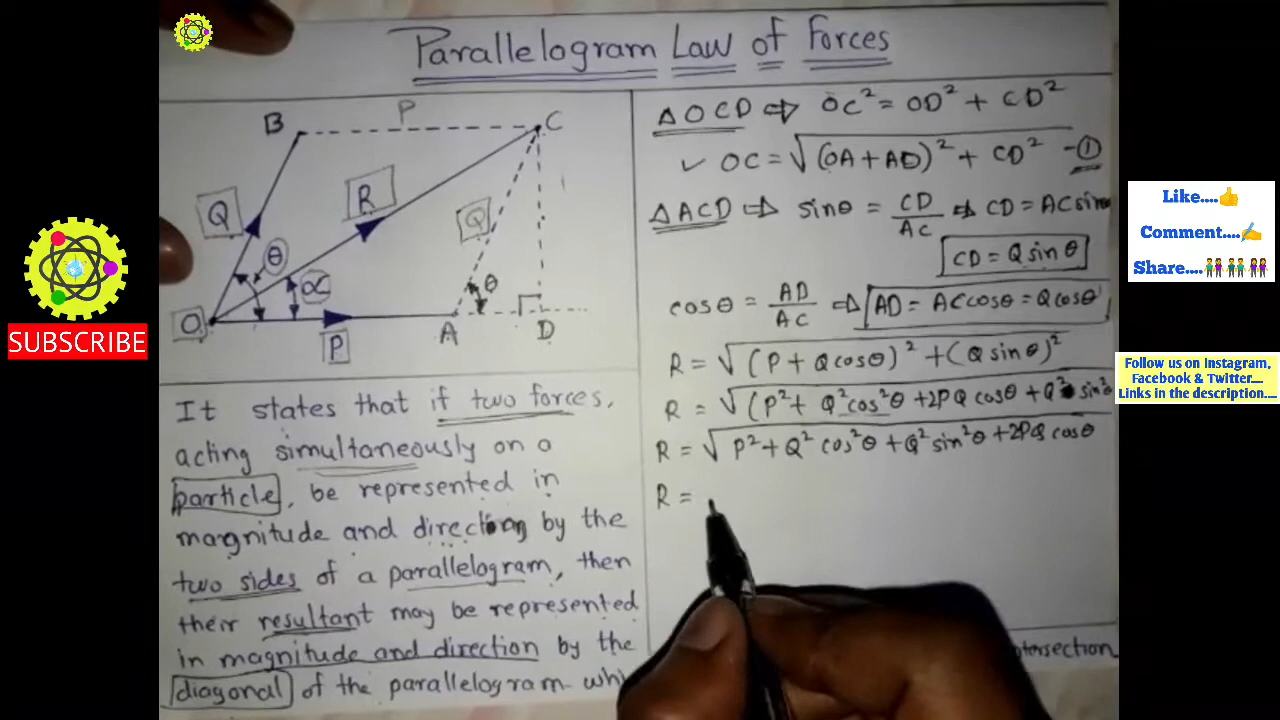 Parallelogram Law of Forces
B
P
C
Q
R
Q
θ
α
θ
O
P
A
D
It states that if two forces,
acting simultaneously on a
particle, be represented in
magnitude and direction by the
two sides of a parallelogram, then
their resultant may be represented
in magnitude and direction by the
diagonal of the parallelogram
△OCD ⇨ OC² = OD² + CD²
✓ OC = √(OA+AD)² + CD² -①
△ACD ⇨ sinθ = CD/AC ⇨ CD = AC sin
CD = Q sin θ
cosθ = AD/AC ⇨ AD = AC cosθ = Q cosθ
R = √(P + Q cosθ)² + (Q sinθ)²
R = √(P² + Q² cos²θ + 2PQ cosθ + Q² sin²θ
R = √P² + Q² cos²θ + Q² sin²θ + 2PQ cosθ
R =
SUBSCRIBE
Like....👍
Comment....✍
Share....👬👫👭
Follow us on Instagram,
Facebook & Twitter....
Links in the description....